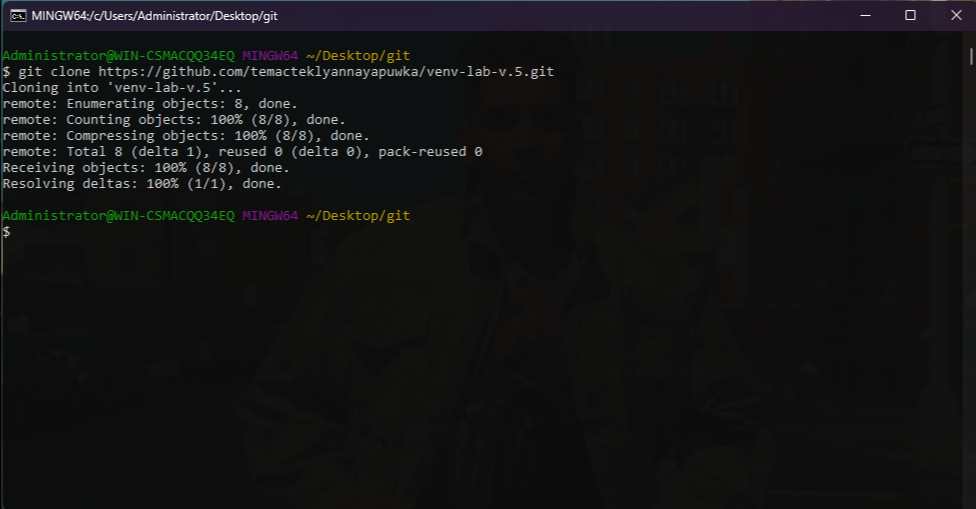 MINGW64:/c/Users/Administrator/Desktop/git
Administrator@WIN-CSMACQQ34EQ MINGW64 ~/Desktop/git
$ git clone https://github.com/temacteklyannayapuwka/venv-lab-v.5.git
Cloning into 'venv-lab-v.5'...
remote: Enumerating objects: 8, done.
remote: Counting objects: 100% (8/8), done.
remote: Compressing objects: 100% (8/8), done.
remote: Total 8 (delta 1), reused 0 (delta 0), pack-reused 0
Receiving objects: 100% (8/8), done.
Resolving deltas: 100% (1/1), done.
Administrator@WIN-CSMACQQ34EQ MINGW64 ~/Desktop/git
$